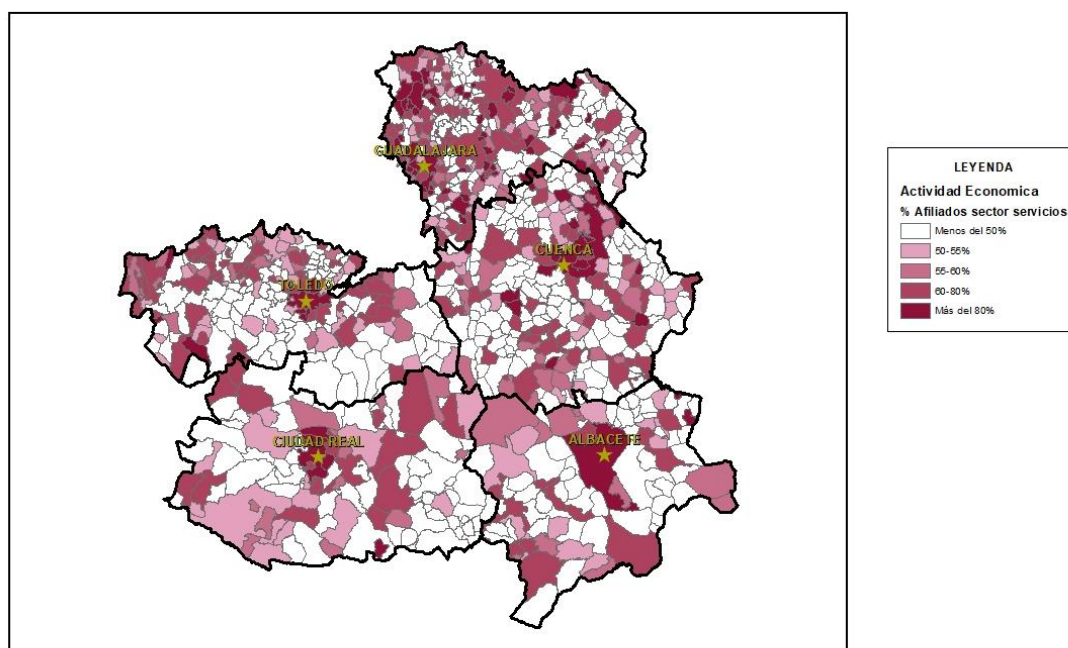 GUADALAJARA
CUENCA
TOLEDO
CIUDAD REAL
ALBACETE
LEYENDA
Actividad Economica
% Afiliados sector servicios
Menos del 50%
50-55%
55-60%
60-80%
Más del 80%